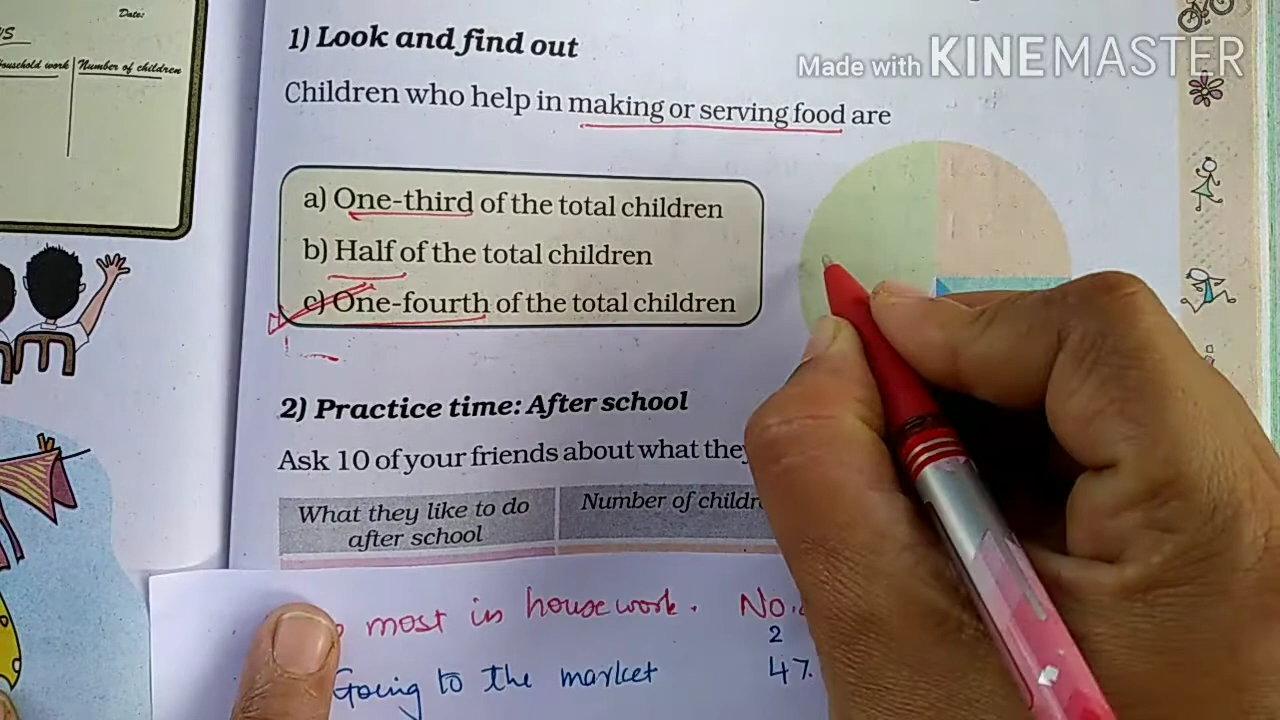 Date:
ousehold work | Number of children
1) Look and find out
Made with KINEMASTER
Children who help in making or serving food are
a) One-third of the total children
b) Half of the total children
c) One-fourth of the total children
2) Practice time: After school
Ask 10 of your friends about what they
What they like to do after school
Number of childr
most in housework. No.
2
Going to the market 47.